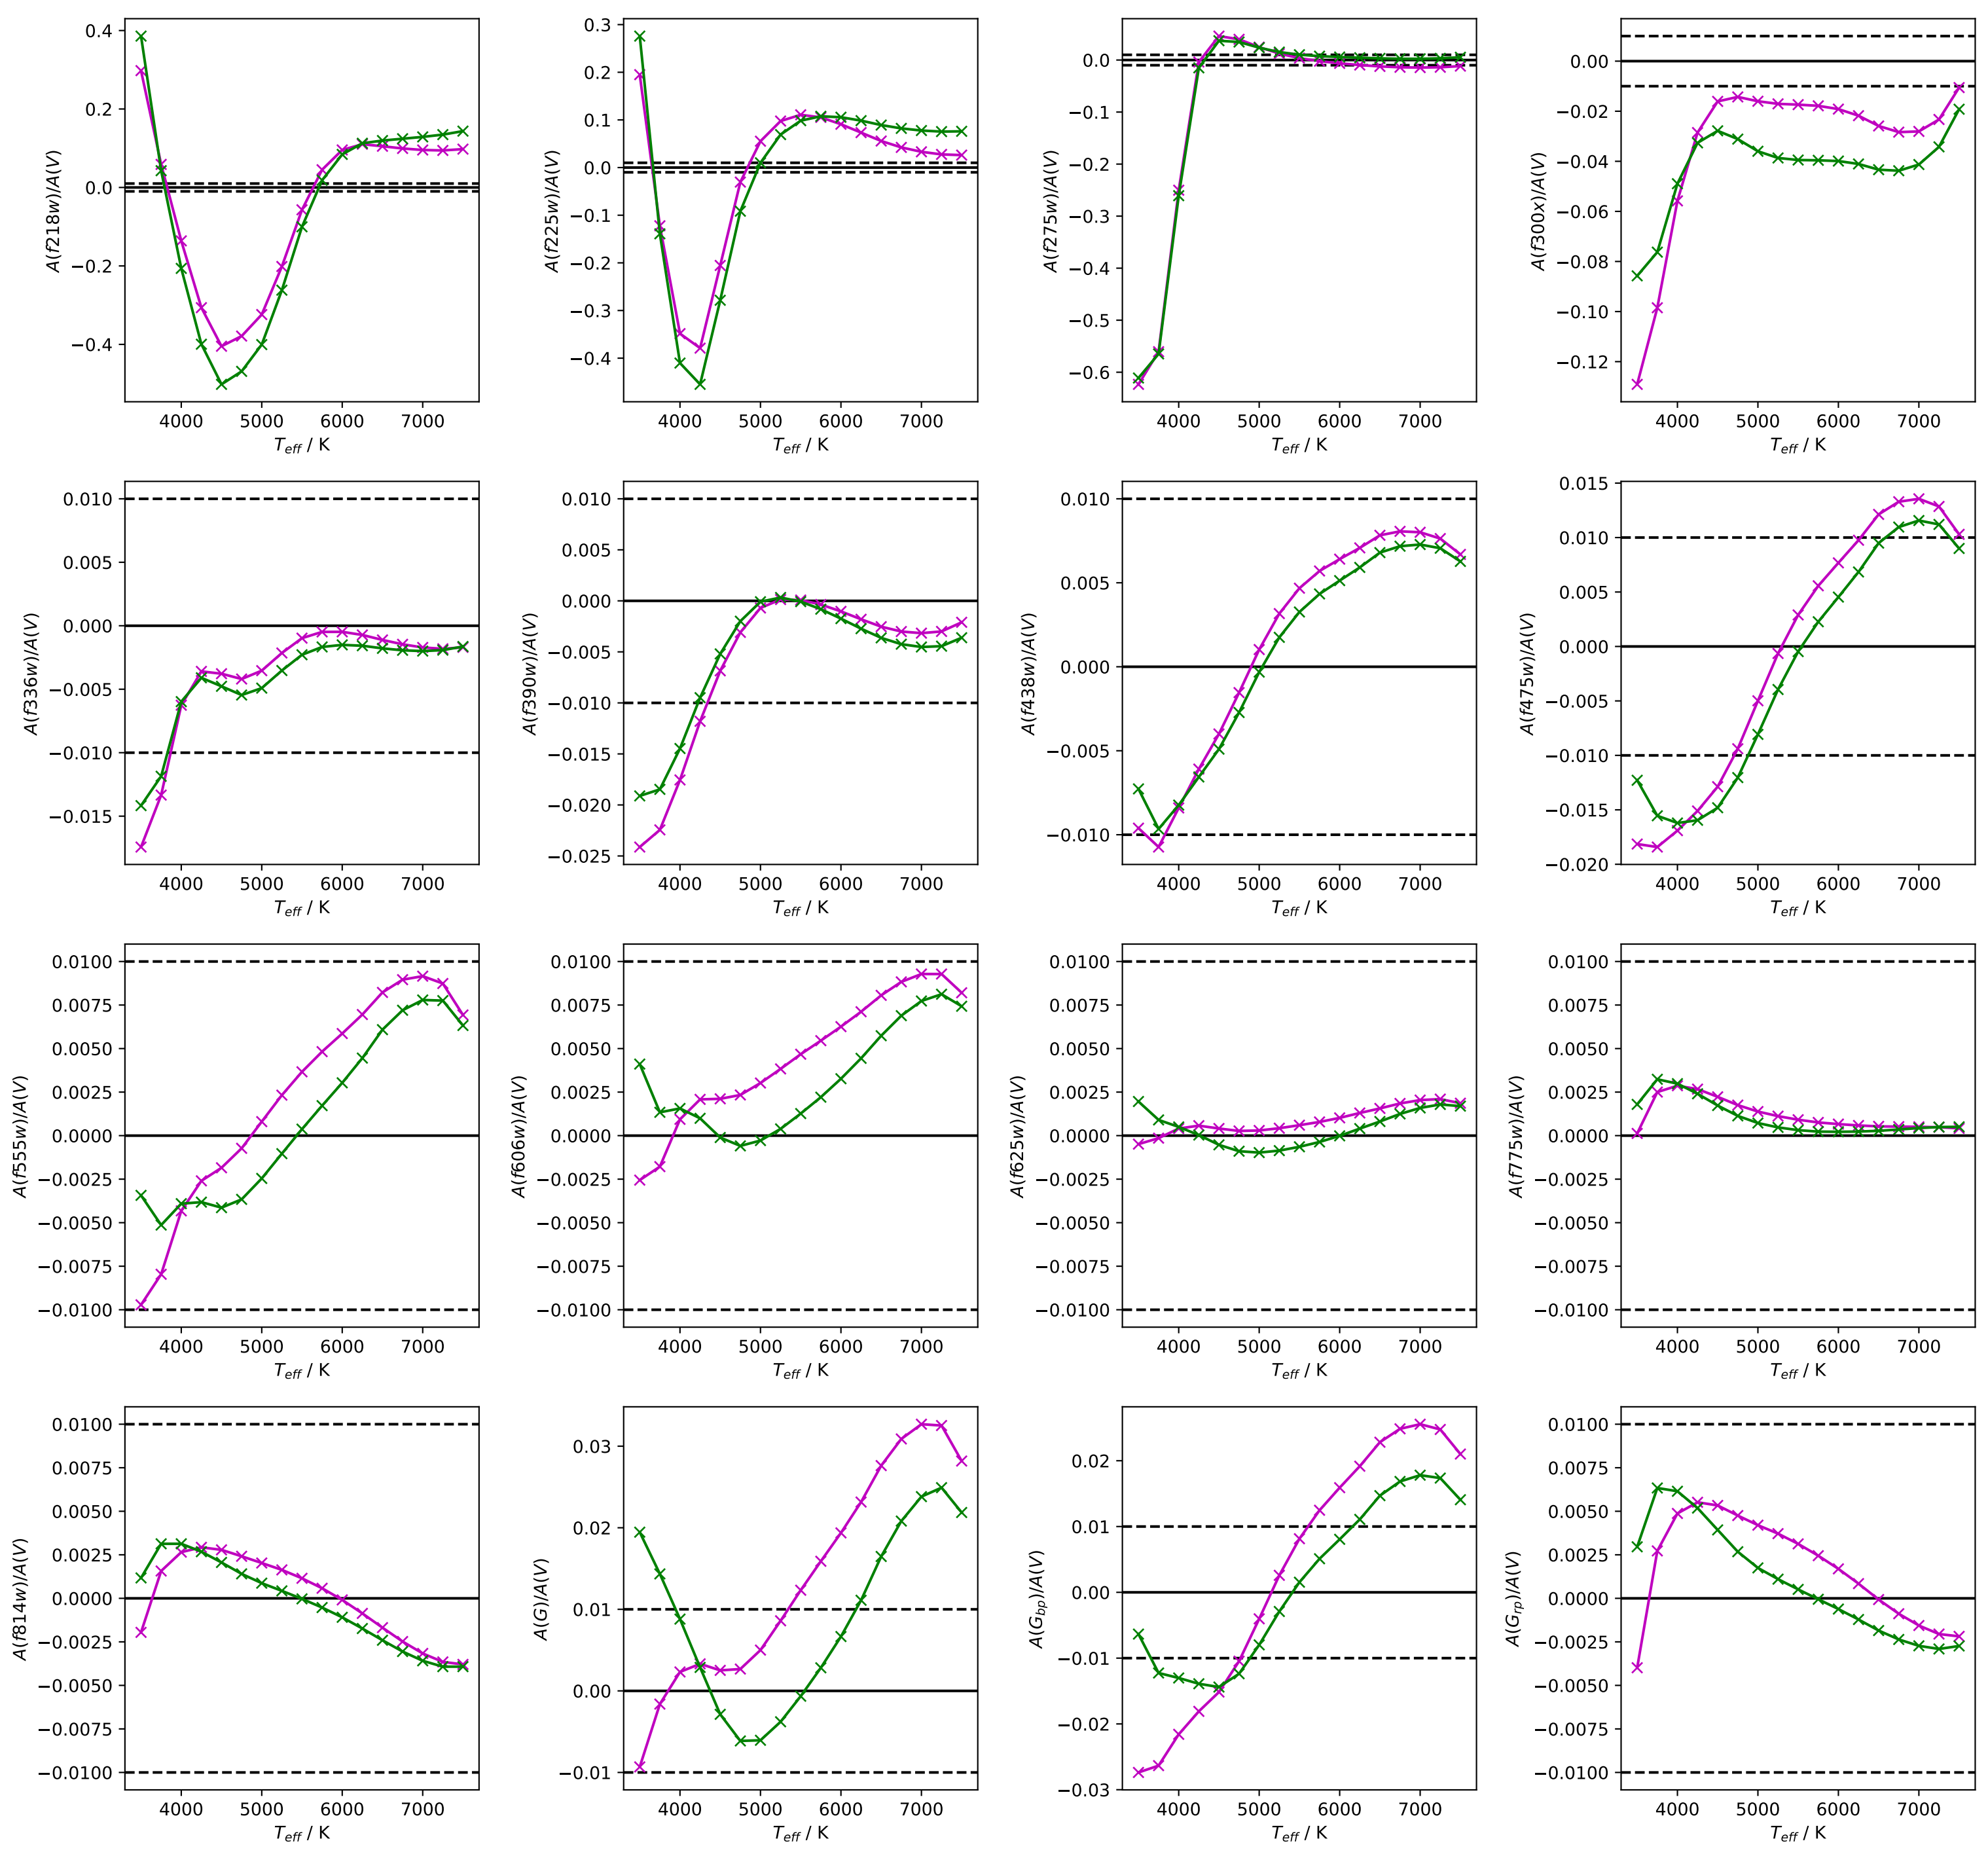 0.4
0.2
0.0
−0.2
−0.4
A(f218w)/A(V)
4000 5000 6000 7000
T_eff / K
0.3
0.2
0.1
0.0
−0.1
−0.2
−0.3
−0.4
A(f225w)/A(V)
4000 5000 6000 7000
T_eff / K
0.0
−0.1
−0.2
−0.3
−0.4
−0.5
−0.6
A(f275w)/A(V)
4000 5000 6000 7000
T_eff / K
0.00
−0.02
−0.04
−0.06
−0.08
−0.10
−0.12
A(f300x)/A(V)
4000 5000 6000 7000
T_eff / K
0.010
0.005
0.000
−0.005
−0.010
−0.015
A(f336w)/A(V)
4000 5000 6000 7000
T_eff / K
0.010
0.005
0.000
−0.005
−0.010
−0.015
−0.020
−0.025
A(f390w)/A(V)
4000 5000 6000 7000
T_eff / K
0.010
0.005
0.000
−0.005
−0.010
A(f438w)/A(V)
4000 5000 6000 7000
T_eff / K
0.015
0.010
0.005
0.000
−0.005
−0.010
−0.015
−0.020
A(f475w)/A(V)
4000 5000 6000 7000
T_eff / K
0.0100
0.0075
0.0050
0.0025
0.0000
−0.0025
−0.0050
−0.0075
−0.0100
A(f555w)/A(V)
4000 5000 6000 7000
T_eff / K
0.0100
0.0075
0.0050
0.0025
0.0000
−0.0025
−0.0050
−0.0075
−0.0100
A(f606w)/A(V)
4000 5000 6000 7000
T_eff / K
0.0100
0.0075
0.0050
0.0025
0.0000
−0.0025
−0.0050
−0.0075
−0.0100
A(f625w)/A(V)
4000 5000 6000 7000
T_eff / K
0.0100
0.0075
0.0050
0.0025
0.0000
−0.0025
−0.0050
−0.0075
−0.0100
A(f775w)/A(V)
4000 5000 6000 7000
T_eff / K
0.0100
0.0075
0.0050
0.0025
0.0000
−0.0025
−0.0050
−0.0075
−0.0100
A(f814w)/A(V)
4000 5000 6000 7000
T_eff / K
0.03
0.02
0.01
0.00
−0.01
A(G)/A(V)
4000 5000 6000 7000
T_eff / K
0.02
0.01
0.00
−0.01
−0.02
−0.03
A(G_bp)/A(V)
4000 5000 6000 7000
T_eff / K
0.0100
0.0075
0.0050
0.0025
0.0000
−0.0025
−0.0050
−0.0075
−0.0100
A(G_rp)/A(V)
4000 5000 6000 7000
T_eff / K